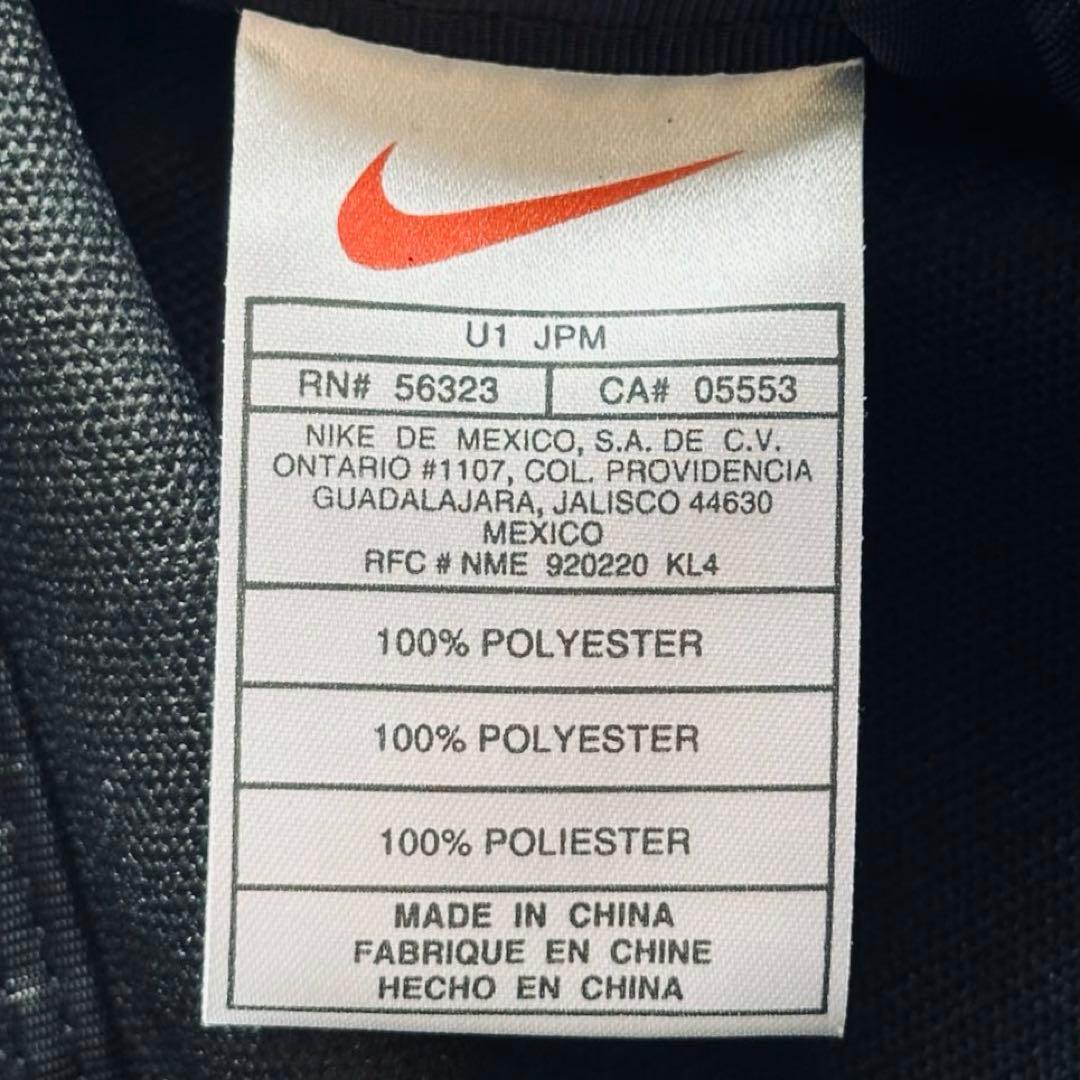 U1 JPM
RN# 56323 CA# 05553
NIKE DE MEXICO, S.A. DE C.V.
ONTARIO #1107, COL. PROVIDENCIA
GUADALAJARA, JALISCO 44630
MEXICO
RFC # NME 920220 KL4
100% POLYESTER
100% POLYESTER
100% POLIESTER
MADE IN CHINA
FABRIQUE EN CHINE
HECHO EN CHINA